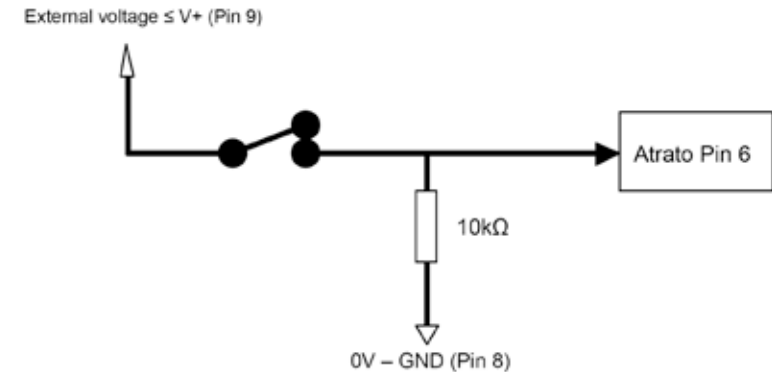 External voltage ≤ V+ (Pin 9)
Atrato Pin 6
10kΩ
0V – GND (Pin 8)